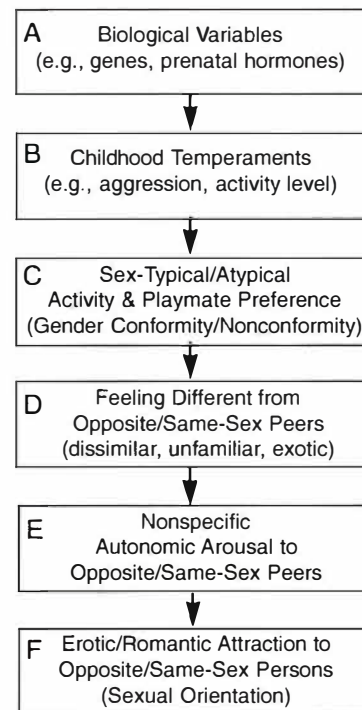 A
Biological Variables
(e.g., genes, prenatal hormones)
B
Childhood Temperaments
(e.g., aggression, activity level)
C
Sex-Typical/Atypical
Activity & Playmate Preference
(Gender Conformity/Nonconformity)
D
Feeling Different from
Opposite/Same-Sex Peers
(dissimilar, unfamiliar, exotic)
E
Nonspecific
Autonomic Arousal to
Opposite/Same-Sex Peers
F
Erotic/Romantic Attraction to
Opposite/Same-Sex Persons
(Sexual Orientation)